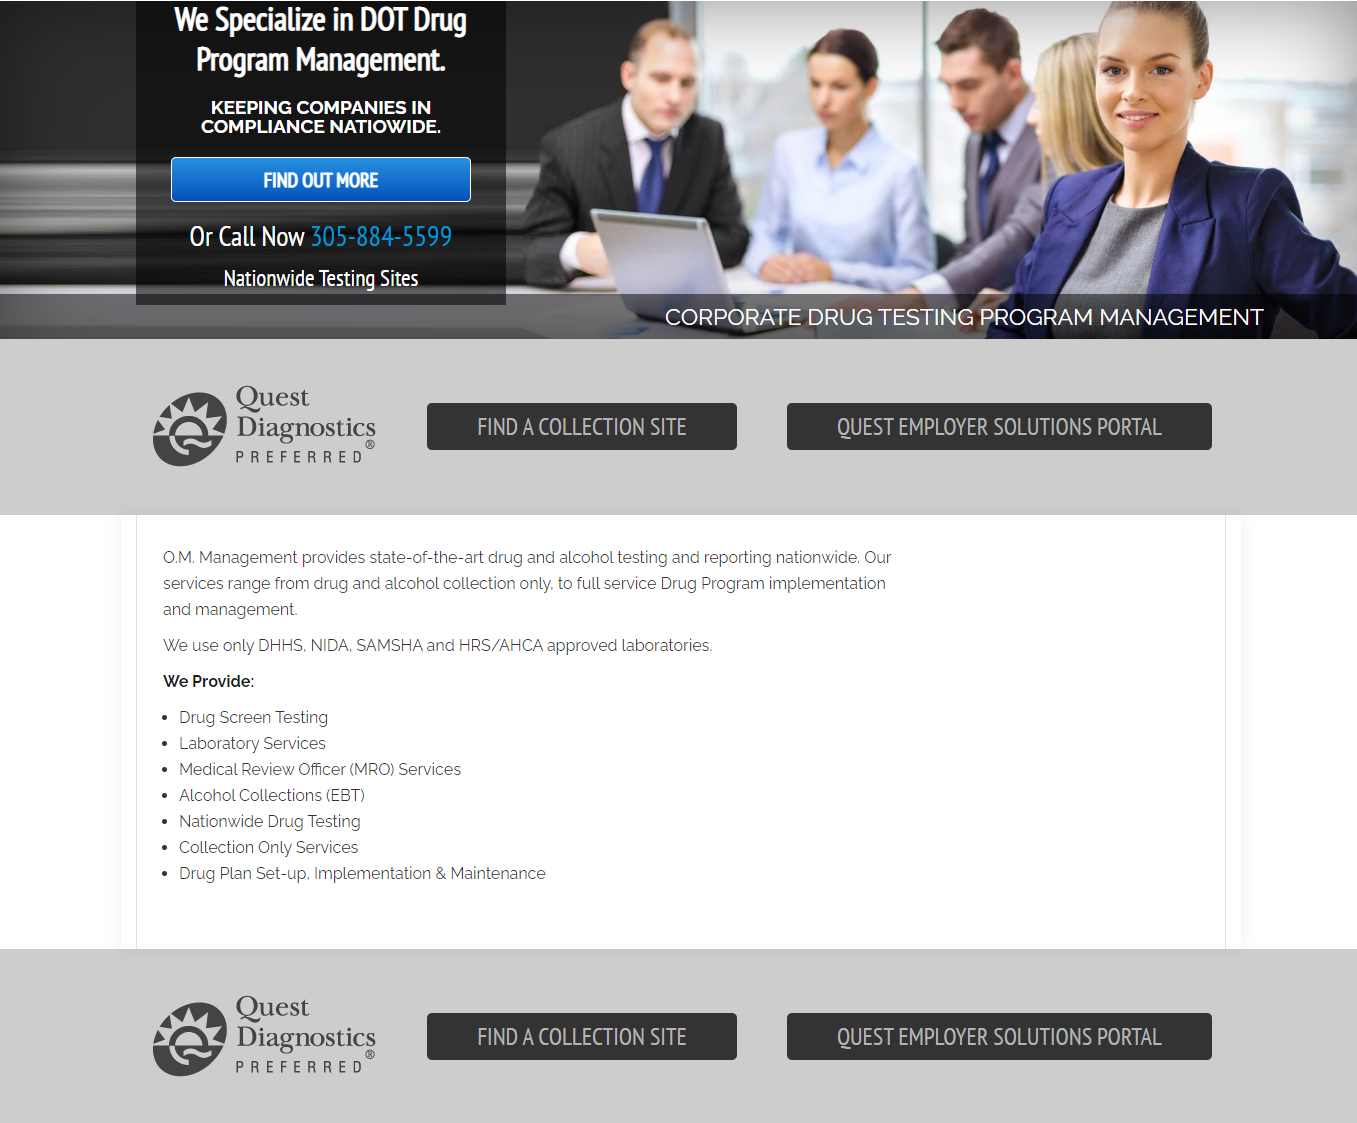 We Specialize in DOT Drug
Program Management.
KEEPING COMPANIES IN
COMPLIANCE NATIOWIDE.
FIND OUT MORE
Or Call Now 305-884-5599
Nationwide Testing Sites
CORPORATE DRUG TESTING PROGRAM MANAGEMENT
Quest
Diagnostics®
PREFERRED
FIND A COLLECTION SITE
QUEST EMPLOYER SOLUTIONS PORTAL
O.M. Management provides state-of-the-art drug and alcohol testing and reporting nationwide. Our
services range from drug and alcohol collection only, to full service Drug Program implementation
and management.
We use only DHHS, NIDA, SAMSHA and HRS/AHCA approved laboratories.
We Provide:
• Drug Screen Testing
• Laboratory Services
• Medical Review Officer (MRO) Services
• Alcohol Collections (EBT)
• Nationwide Drug Testing
• Collection Only Services
• Drug Plan Set-up, Implementation & Maintenance
Quest
Diagnostics®
PREFERRED
FIND A COLLECTION SITE
QUEST EMPLOYER SOLUTIONS PORTAL